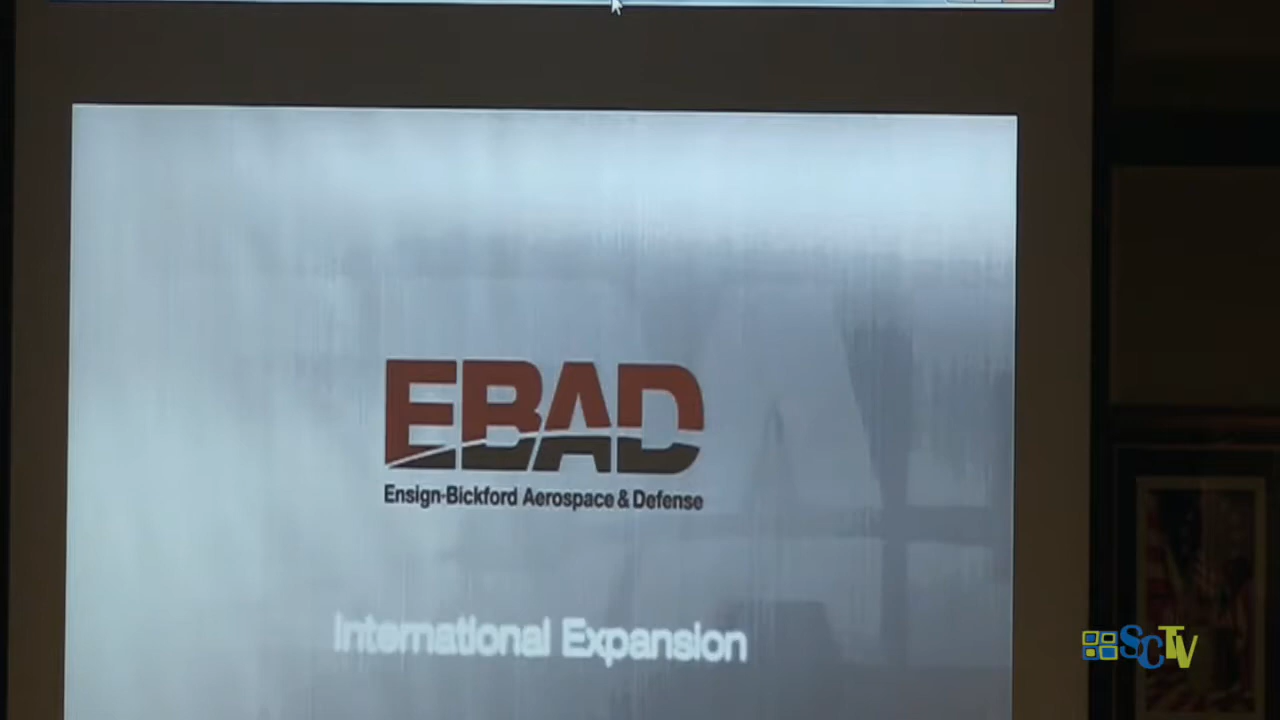 EBAD
Ensign-Bickford Aerospace & Defense
International Expansion
SCTV